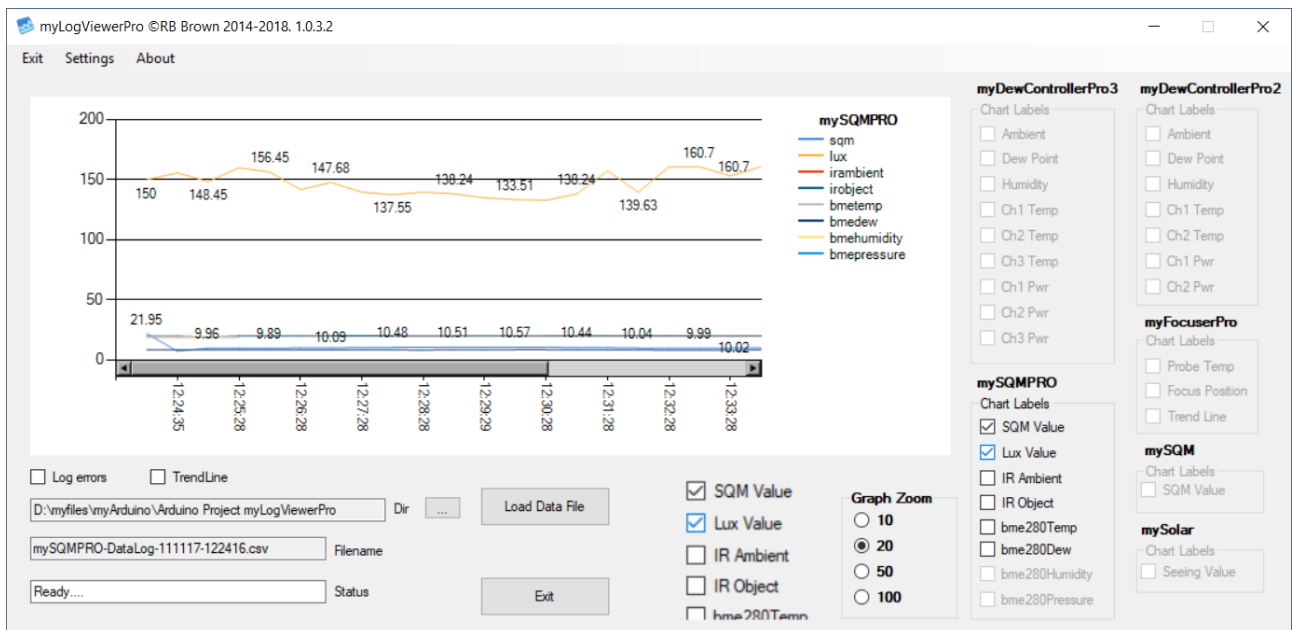 myLogViewerPro ©RB Brown 2014-2018. 1.0.3.2
Exit Settings About
200
150
100
50
0
150
148.45
156.45
147.68
137.55
138.24
133.51
138.24
139.63
160.7
160.7
21.95
9.96
9.89
10.09
10.48
10.51
10.57
10.44
10.04
9.99
10.02
12:24:35
12:25:28
12:26:28
12:27:28
12:28:28
12:29:29
12:30:28
12:31:28
12:32:28
12:33:28
mySQMPRO
sqm
lux
irambient
irobject
bmetemp
bmedew
bmehumidity
bmepressure
Log errors
TrendLine
D:\myfiles\myArduino\Arduino Project myLogViewerPro
Dir
...
Load Data File
mySQMPRO-DataLog-111117-122416.csv
Filename
Ready....
Status
Exit
SQM Value
Lux Value
IR Ambient
IR Object
bme280Temp
Graph Zoom
10
20
50
100
myDewControllerPro3
Chart Labels
Ambient
Dew Point
Humidity
Ch1 Temp
Ch2 Temp
Ch3 Temp
Ch1 Pwr
Ch2 Pwr
Ch3 Pwr
mySQMPRO
Chart Labels
SQM Value
Lux Value
IR Ambient
IR Object
bme280Temp
bme280Dew
bme280Humidity
bme280Pressure
myDewControllerPro2
Chart Labels
Ambient
Dew Point
Humidity
Ch1 Temp
Ch2 Temp
Ch1 Pwr
Ch2 Pwr
myFocuserPro
Chart Labels
Probe Temp
Focus Position
Trend Line
mySQM
Chart Labels
SQM Value
mySolar
Chart Labels
Seeing Value